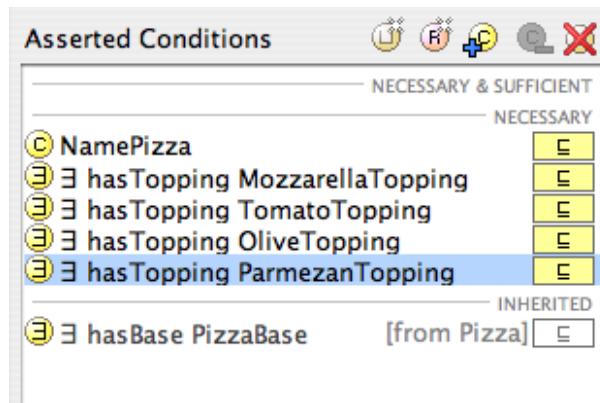 Asserted Conditions
NECESSARY & SUFFICIENT
NECESSARY
C NamePizza ⊑
∃ ∃ hasTopping MozzarellaTopping ⊑
∃ ∃ hasTopping TomatoTopping ⊑
∃ ∃ hasTopping OliveTopping ⊑
∃ ∃ hasTopping ParmezanTopping ⊑
INHERITED
∃ ∃ hasBase PizzaBase [from Pizza] ⊑